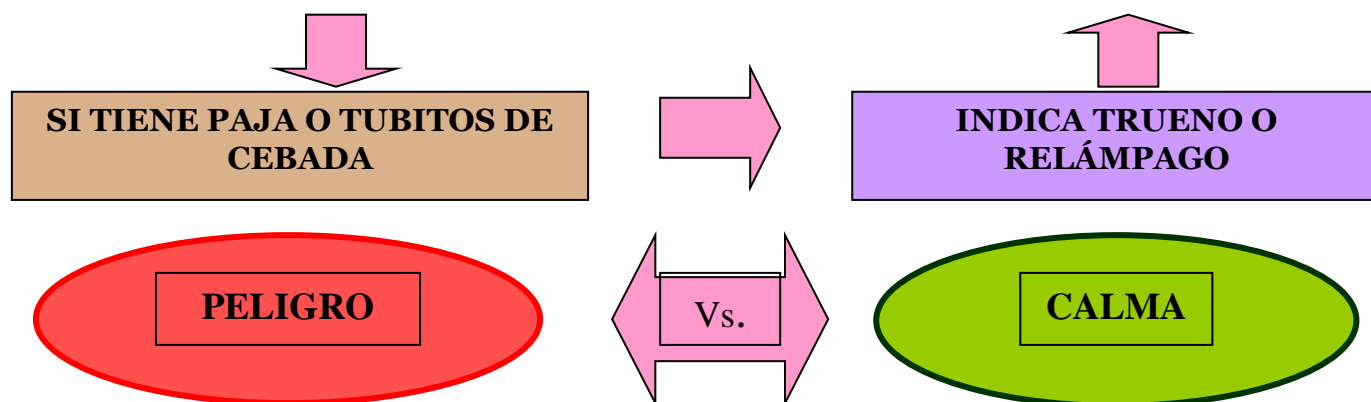 SI TIENE PAJA O TUBITOS DE
CEBADA
INDICA TRUENO O
RELÁMPAGO
PELIGRO
Vs.
CALMA